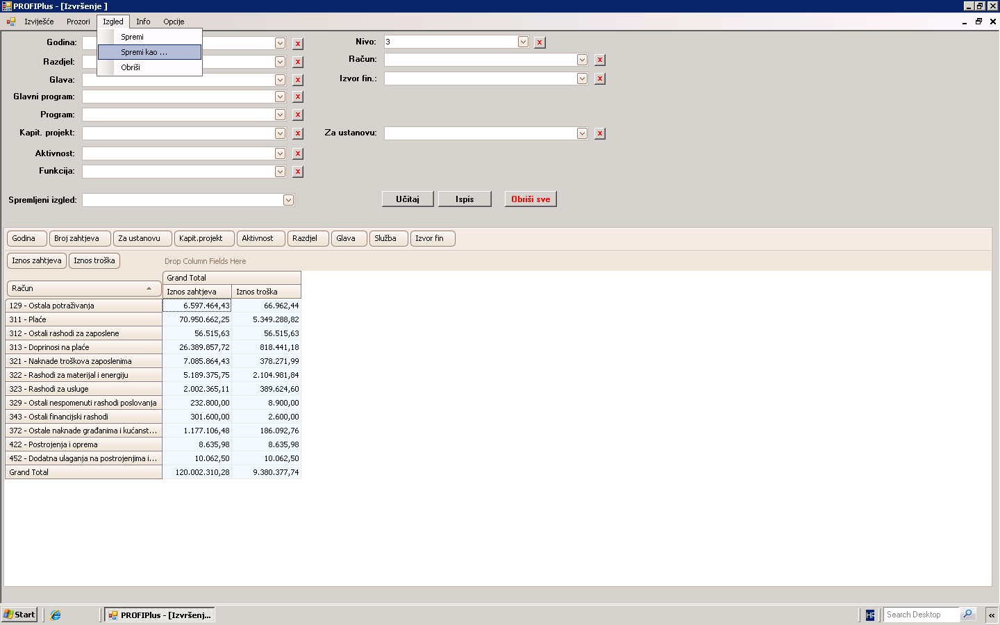 PROFIPlus - [Izvršenje ]
Izviješće Prozori Izgled Info Opcije
Spremi
Spremi kao ...
Obriši
Godina:
Razdjel:
Glava:
Glavni program:
Program:
Kapit. projekt:
Aktivnost:
Funkcija:
Spremljeni izgled:
Nivo: 3
Račun:
Izvor fin.:
Za ustanovu:
Učitaj Ispis Obriši sve
Godina Broj zahtjeva Za ustanovu Kapit.projekt Aktivnost Razdjel Glava Služba Izvor fin
Iznos zahtjeva Iznos troška Drop Column Fields Here
Grand Total
Račun Iznos zahtjeva Iznos troška
129 - Ostala potraživanja 6.597.464,43 66.962,44
311 - Plaće 70.950.662,25 5.349.288,82
312 - Ostali rashodi za zaposlene 56.515,63 56.515,63
313 - Doprinosi na plaće 26.389.857,72 818.441,18
321 - Naknade troškova zaposlenima 7.085.864,43 378.271,99
322 - Rashodi za materijal i energiju 5.189.375,75 2.104.981,84
323 - Rashodi za usluge 2.002.365,11 389.624,60
329 - Ostali nespomenuti rashodi poslovanja 232.800,00 8.900,00
343 - Ostali financijski rashodi 301.600,00 2.600,00
372 - Ostale naknade građanima i kućanst... 1.177.106,48 186.092,76
422 - Postrojenja i oprema 8.635,98 8.635,98
452 - Dodatna ulaganja na postrojenjima i... 10.062,50 10.062,50
Grand Total 120.002.310,28 9.380.377,74
Start PROFIPlus - [Izvršenj... HR Search Desktop